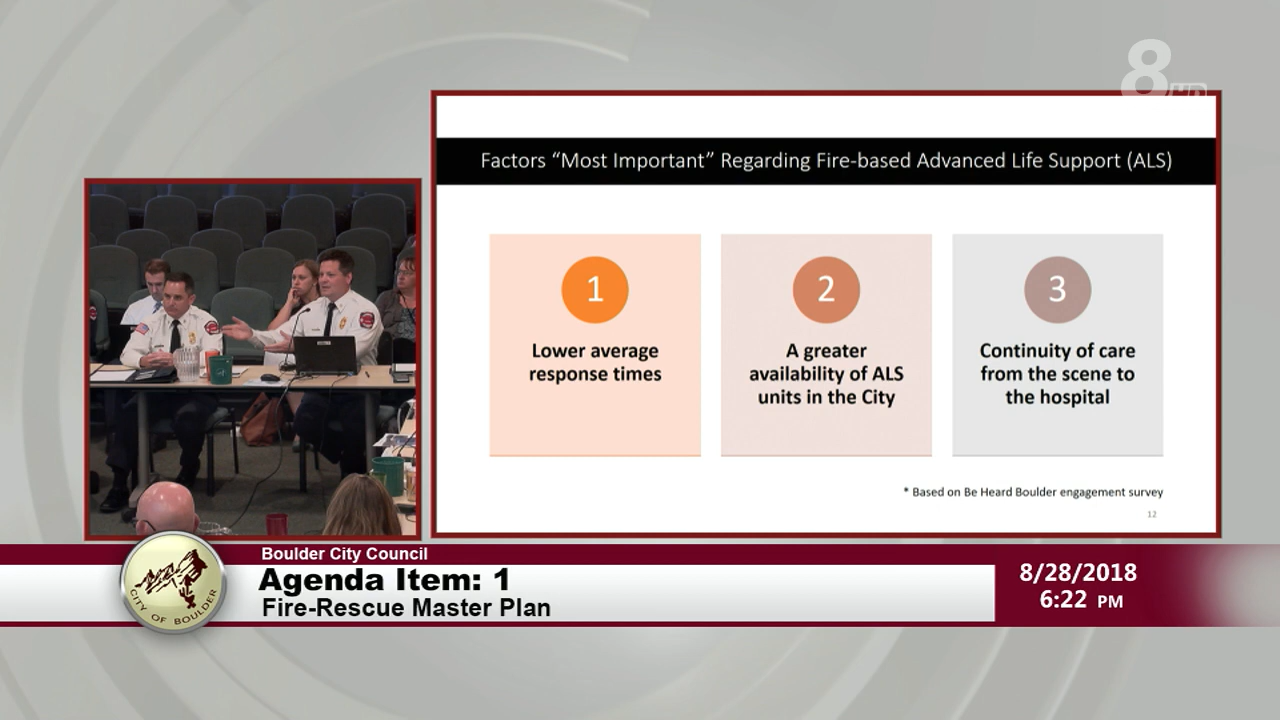 8
HD
Factors “Most Important” Regarding Fire-based Advanced Life Support (ALS)
1
Lower average
response times
2
A greater
availability of ALS
units in the City
3
Continuity of care
from the scene to
the hospital
* Based on Be Heard Boulder engagement survey
12
Boulder City Council
Agenda Item: 1
Fire-Rescue Master Plan
8/28/2018
6:22 PM
CITY OF BOULDER